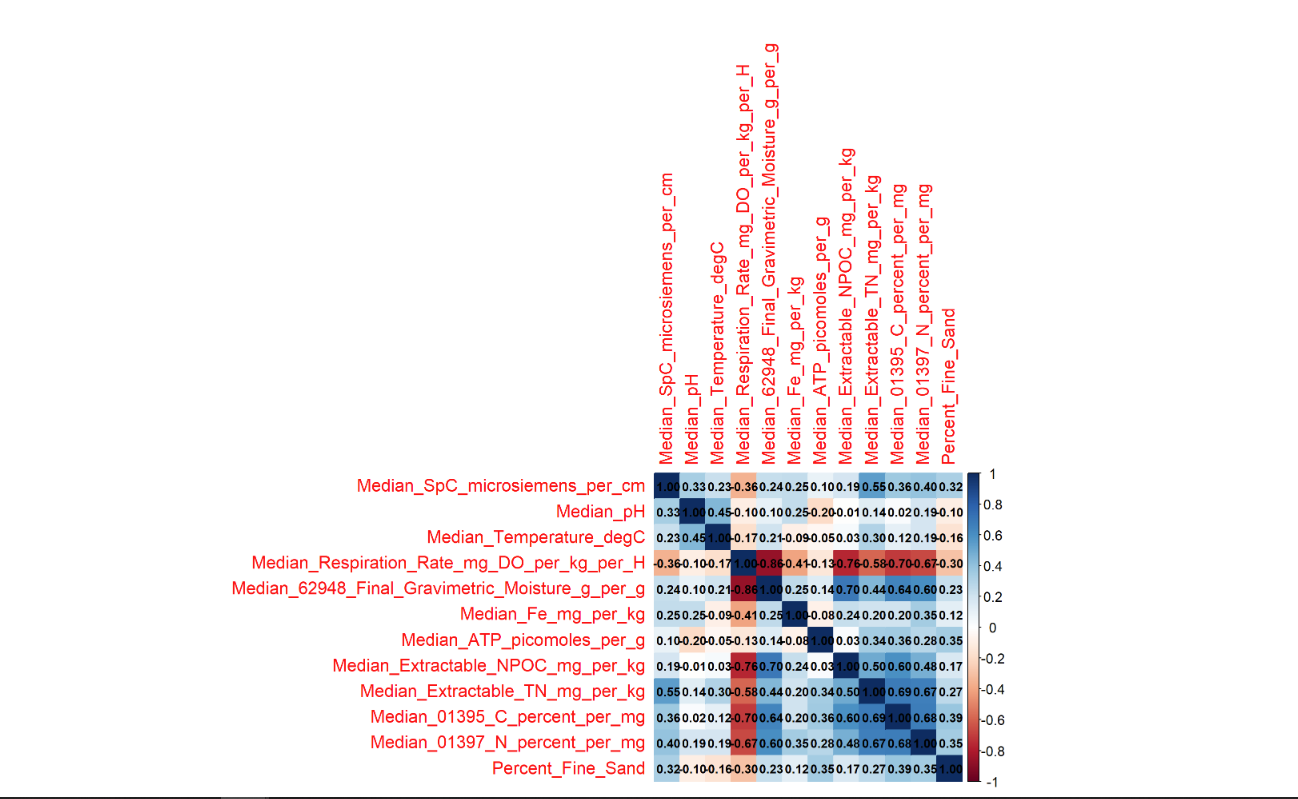 Median_SpC_microsiemens_per_cm
Median_pH
Median_Temperature_degC
Median_Respiration_Rate_mg_DO_per_kg_per_H
Median_62948_Final_Gravimetric_Moisture_g_per_g
Median_Fe_mg_per_kg
Median_ATP_picomoles_per_g
Median_Extractable_NPOC_mg_per_kg
Median_Extractable_TN_mg_per_kg
Median_01395_C_percent_per_mg
Median_01397_N_percent_per_mg
Percent_Fine_Sand
Median_SpC_microsiemens_per_cm 1.00 0.33 0.23 -0.36 0.24 0.25 0.10 0.19 0.55 0.36 0.40 0.32
Median_pH 0.33 1.00 0.45 -0.10 0.10 0.25 -0.20 -0.01 0.14 0.02 0.19 -0.10
Median_Temperature_degC 0.23 0.45 1.00 -0.17 0.21 -0.09 -0.05 0.03 0.30 0.12 0.19 -0.16
Median_Respiration_Rate_mg_DO_per_kg_per_H -0.36 -0.10 -0.17 1.00 -0.86 -0.41 -0.13 -0.76 -0.58 -0.70 -0.67 -0.30
Median_62948_Final_Gravimetric_Moisture_g_per_g 0.24 0.10 0.21 -0.86 1.00 0.25 0.14 0.70 0.44 0.64 0.60 0.23
Median_Fe_mg_per_kg 0.25 0.25 -0.09 -0.41 0.25 1.00 -0.08 0.24 0.20 0.20 0.35 0.12
Median_ATP_picomoles_per_g 0.10 -0.20 -0.05 -0.13 0.14 -0.08 1.00 0.03 0.34 0.36 0.28 0.35
Median_Extractable_NPOC_mg_per_kg 0.19 -0.01 0.03 -0.76 0.70 0.24 0.03 1.00 0.50 0.60 0.48 0.17
Median_Extractable_TN_mg_per_kg 0.55 0.14 0.30 -0.58 0.44 0.20 0.34 0.50 1.00 0.69 0.67 0.27
Median_01395_C_percent_per_mg 0.36 0.02 0.12 -0.70 0.64 0.20 0.36 0.60 0.69 1.00 0.68 0.39
Median_01397_N_percent_per_mg 0.40 0.19 0.19 -0.67 0.60 0.35 0.28 0.48 0.67 0.68 1.00 0.35
Percent_Fine_Sand 0.32 -0.10 -0.16 -0.30 0.23 0.12 0.35 0.17 0.27 0.39 0.35 1.00
1
0.8
0.6
0.4
0.2
0
-0.2
-0.4
-0.6
-0.8
-1